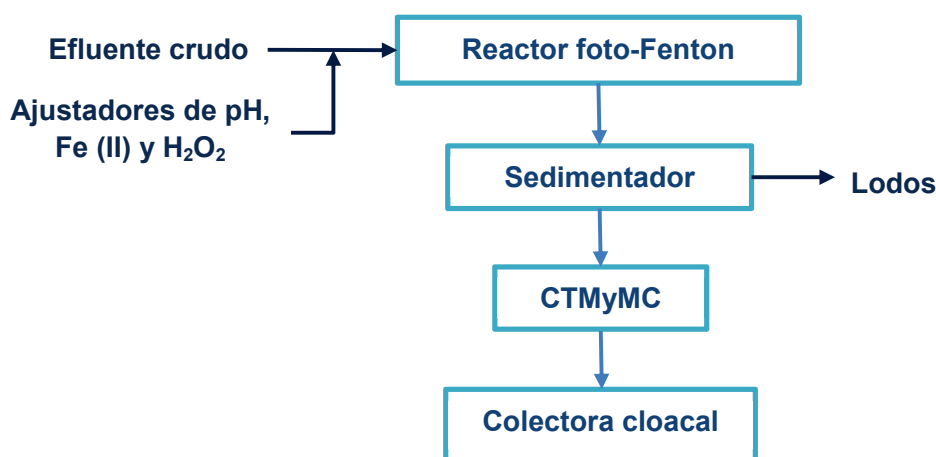 Efluente crudo
Reactor foto-Fenton
Ajustadores de pH,
Fe (II) y H₂O₂
Sedimentador
Lodos
CTMyMC
Colectora cloacal